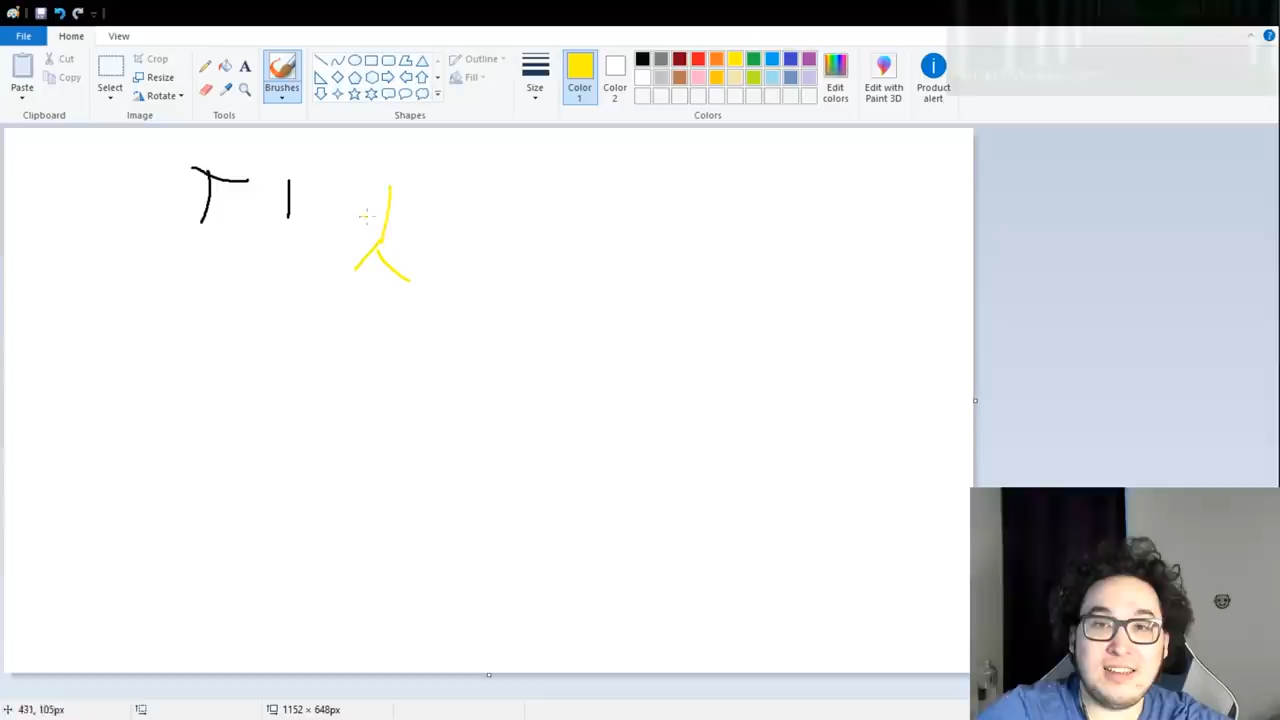 File Home View
Paste Cut Copy Clipboard
Select Crop Resize Rotate Image
Tools
Brushes
Outline Fill Shapes
Size
Color 1 Color 2 Edit colors Colors
Edit with Paint 3D
Product alert
T 1
431, 105px 1152 × 648px